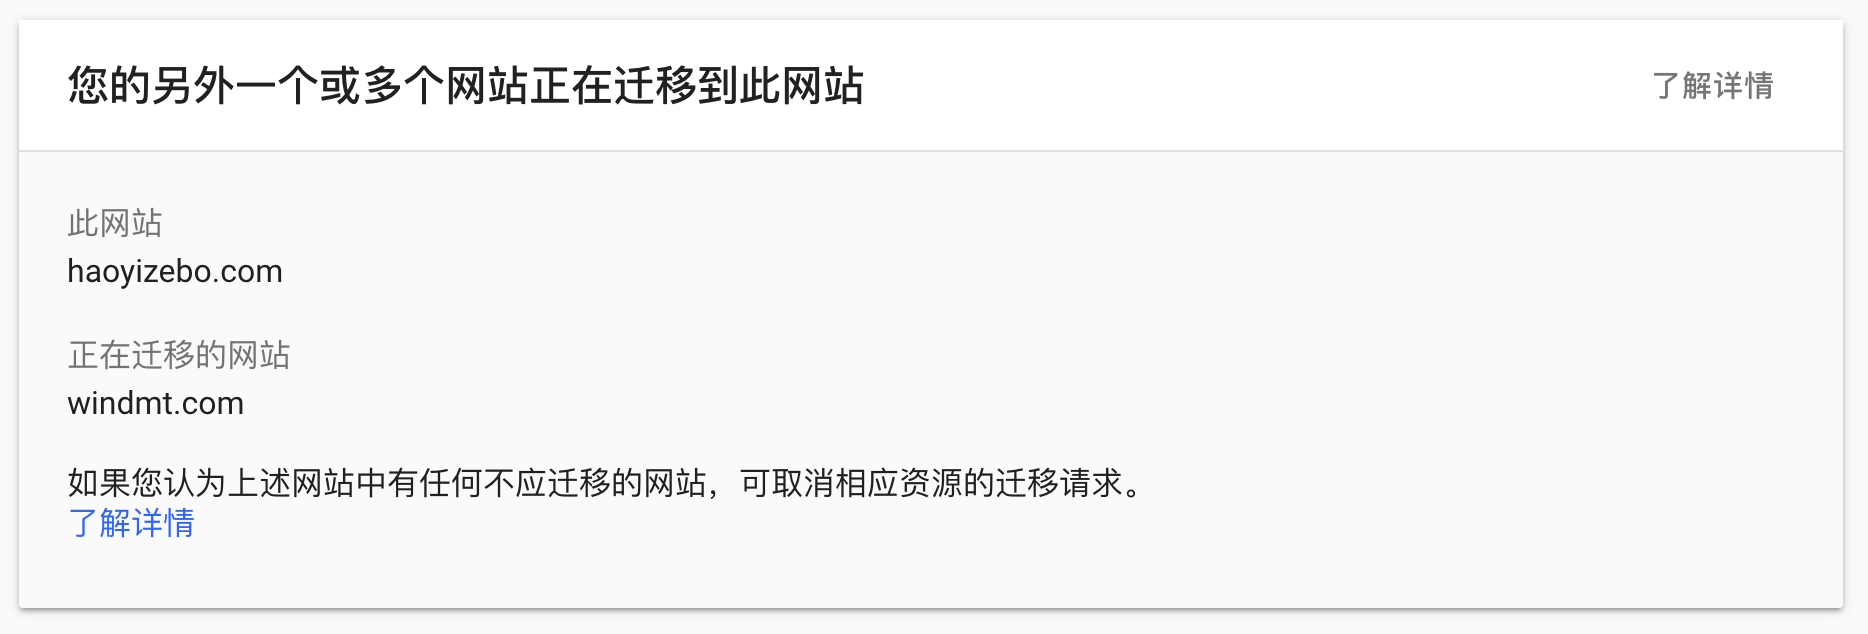 您的另外一个或多个网站正在迁移到此网站
了解详情
此网站
haoyizebo.com
正在迁移的网站
windmt.com
如果您认为上述网站中有任何不应迁移的网站，可取消相应资源的迁移请求。
了解详情